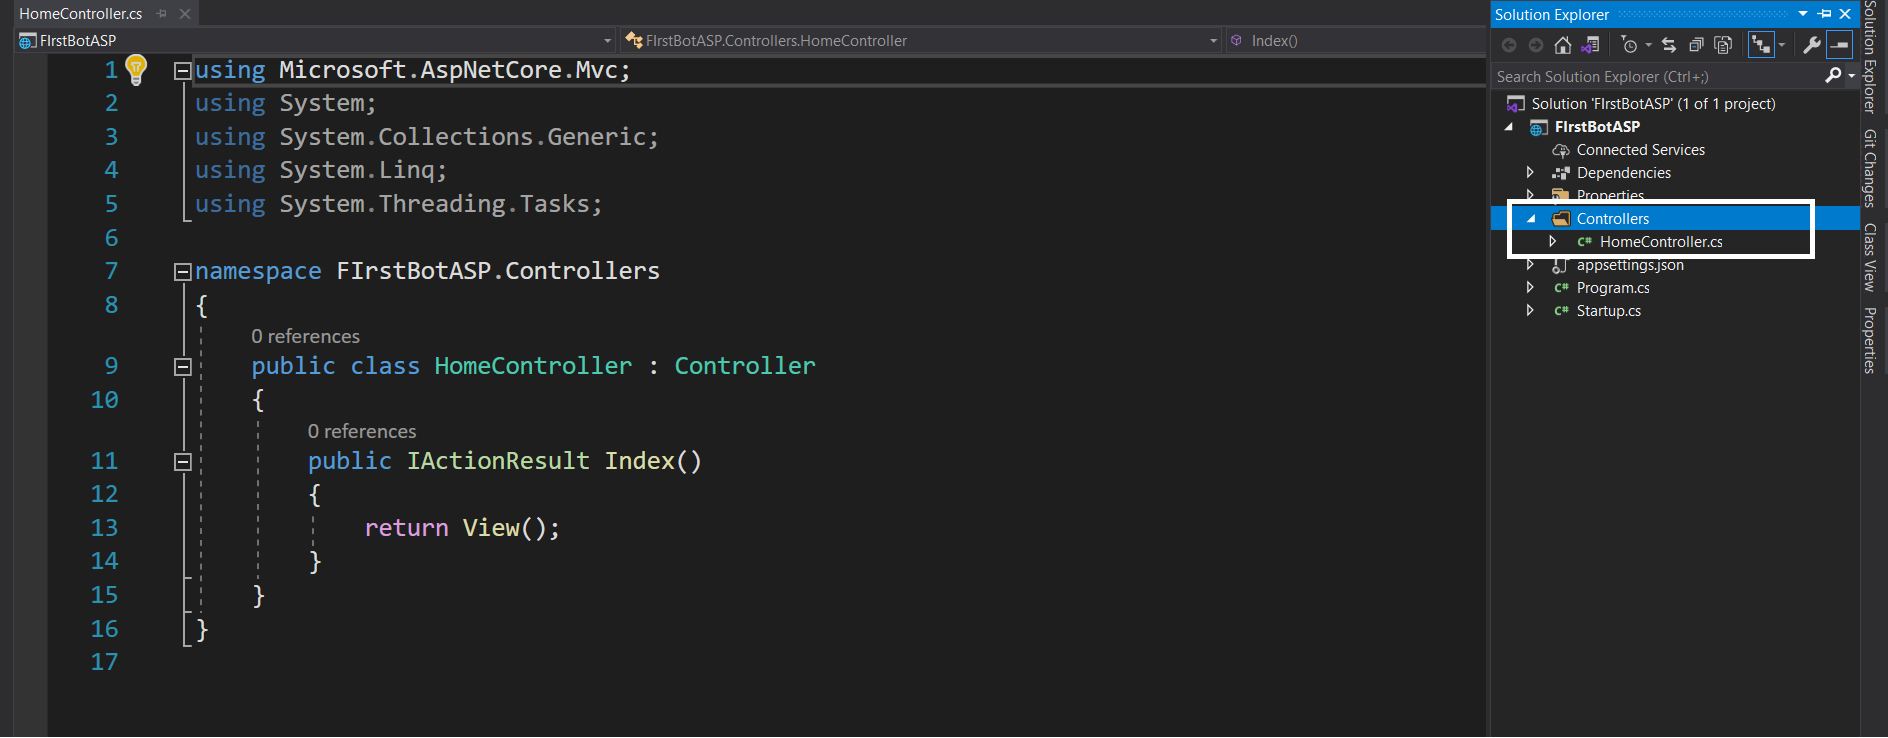 HomeController.cs
FIrstBotASP
FIrstBotASP.Controllers.HomeController
Index()
1 using Microsoft.AspNetCore.Mvc;
2 using System;
3 using System.Collections.Generic;
4 using System.Linq;
5 using System.Threading.Tasks;
6
7 namespace FIrstBotASP.Controllers
8 {
0 references
9 public class HomeController : Controller
10 {
0 references
11 public IActionResult Index()
12 {
13 return View();
14 }
15 }
16 }
17
Solution Explorer
Search Solution Explorer (Ctrl+;)
Solution 'FIrstBotASP' (1 of 1 project)
FIrstBotASP
Connected Services
Dependencies
Properties
Controllers
C# HomeController.cs
appsettings.json
C# Program.cs
C# Startup.cs
Solution Explorer
Git Changes
Class View
Properties